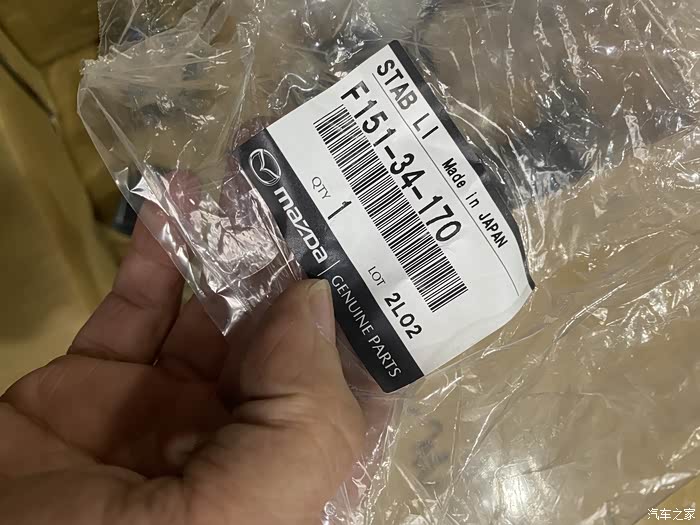 STAB LI
Made in JAPAN
F151-34-170
QTY
1
LOT 2L02
mazda
GENUINE PARTS
汽车之家